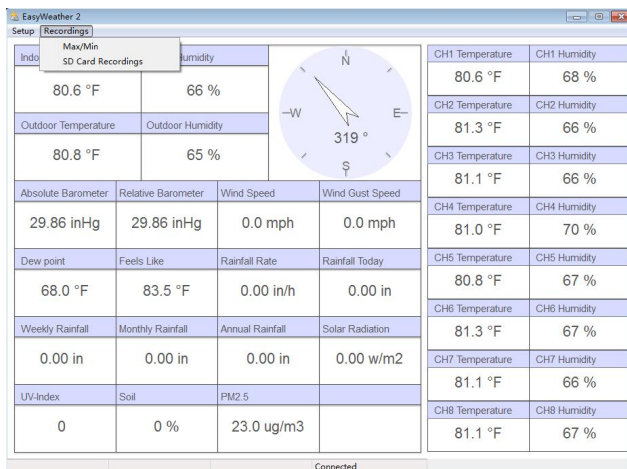 EasyWeather 2
Setup Recordings
Max/Min
SD Card Recordings
Indo
umidity
80.6 °F 66 %
Outdoor Temperature Outdoor Humidity
80.8 °F 65 %
N
W E
319 °
S
Absolute Barometer Relative Barometer Wind Speed Wind Gust Speed
29.86 inHg 29.86 inHg 0.0 mph 0.0 mph
Dew point Feels Like Rainfall Rate Rainfall Today
68.0 °F 83.5 °F 0.00 in/h 0.00 in
Weekly Rainfall Monthly Rainfall Annual Rainfall Solar Radiation
0.00 in 0.00 in 0.00 in 0.00 w/m2
UV-Index Soil PM2.5
0 0 % 23.0 ug/m3
CH1 Temperature CH1 Humidity
80.6 °F 68 %
CH2 Temperature CH2 Humidity
81.3 °F 66 %
CH3 Temperature CH3 Humidity
81.1 °F 66 %
CH4 Temperature CH4 Humidity
81.0 °F 70 %
CH5 Temperature CH5 Humidity
80.8 °F 67 %
CH6 Temperature CH6 Humidity
81.3 °F 67 %
CH7 Temperature CH7 Humidity
81.1 °F 66 %
CH8 Temperature CH8 Humidity
81.1 °F 67 %
Connected